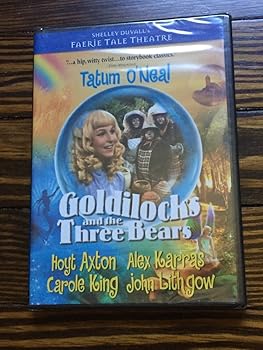 SHELLEY DUVALL'S
FAERIE TALE THEATRE
"...a hip, witty twist...to storybook classics."
Tatum O'Neal
Goldilocks
and the
Three Bears
Hoyt Axton Alex Karras
Carole King John Lithgow